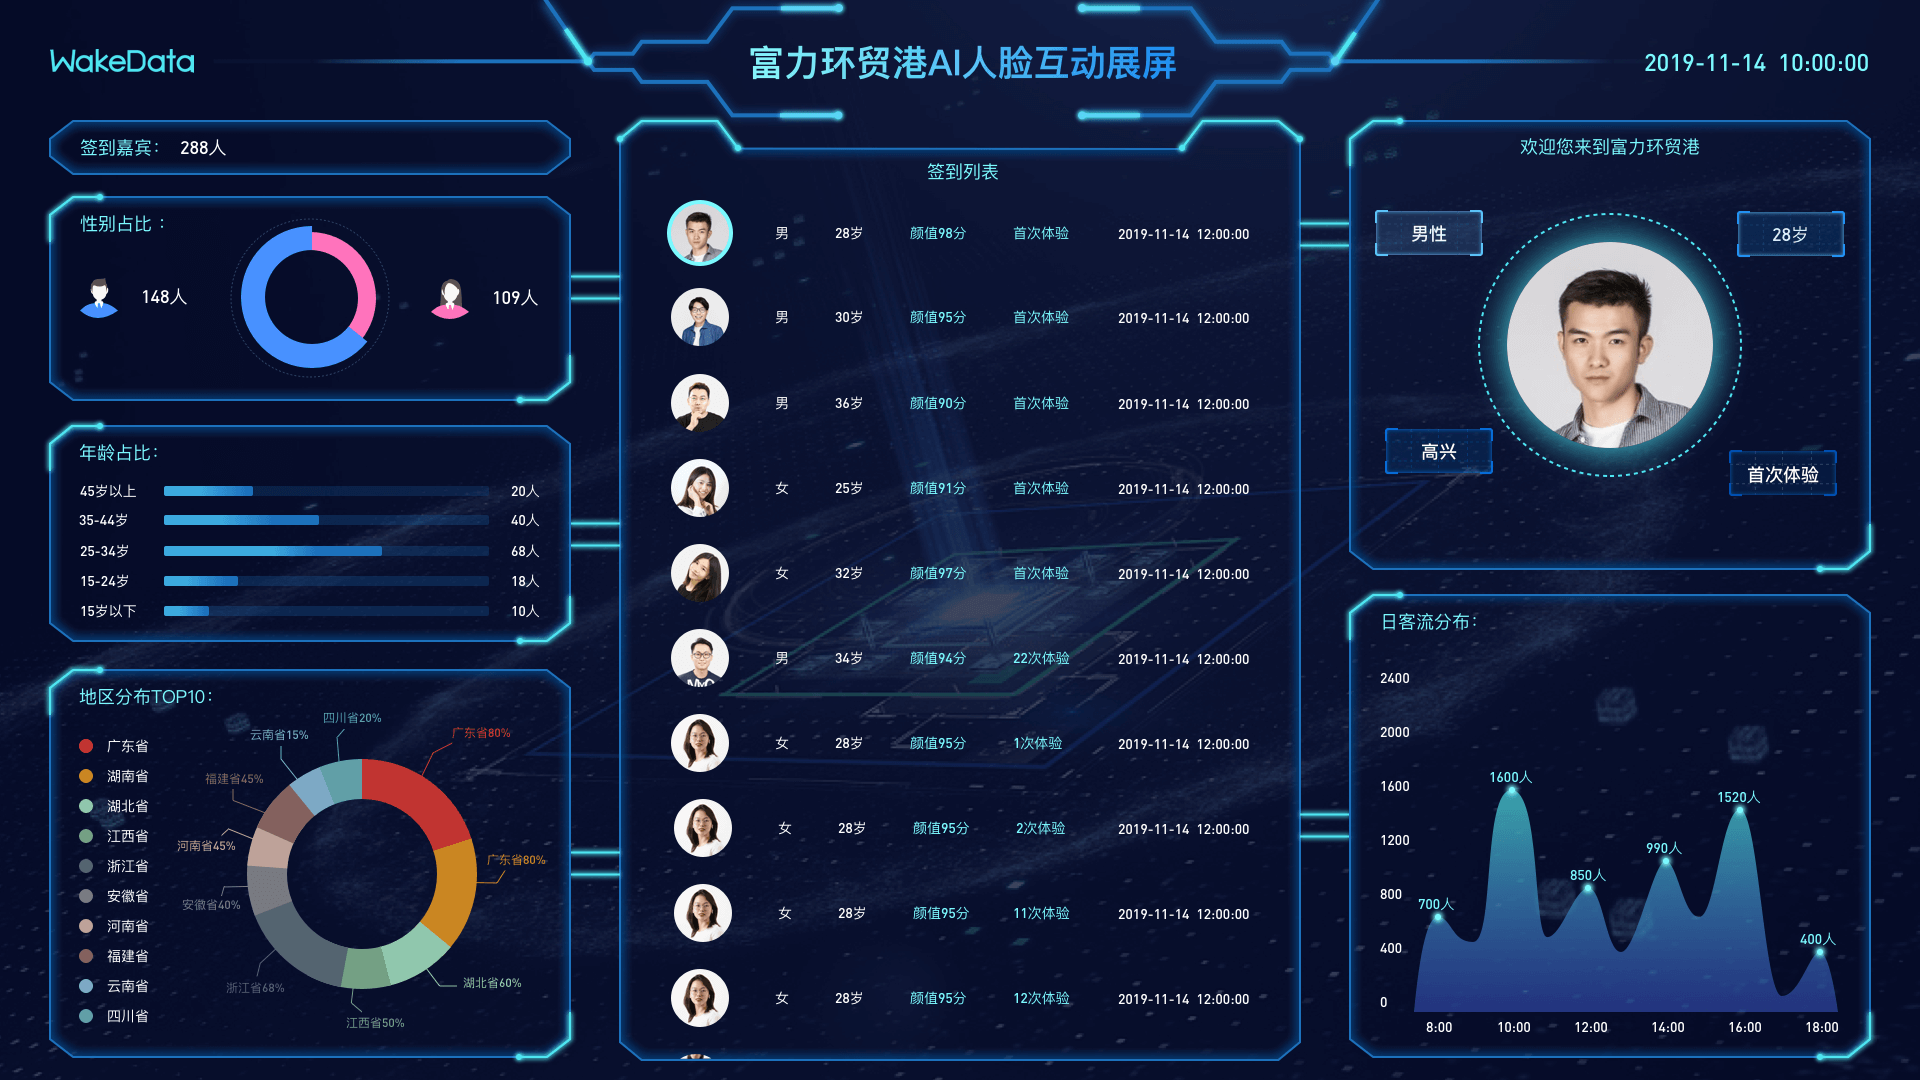 WakeData
富力环贸港AI人脸互动展屏
2019-11-14 10:00:00
签到嘉宾： 288人
性别占比：
148人
109人
年龄占比：
45岁以上 20人
35-44岁 40人
25-34岁 68人
15-24岁 18人
15岁以下 10人
地区分布TOP10：
广东省
湖南省
湖北省
江西省
浙江省
安徽省
河南省
福建省
云南省
四川省
四川省20%
云南省15%
广东省80%
福建省45%
河南省45%
广东省80%
安徽省40%
浙江省68%
湖北省60%
江西省50%
签到列表
男 28岁 颜值98分 首次体验 2019-11-14 12:00:00
男 30岁 颜值95分 首次体验 2019-11-14 12:00:00
男 36岁 颜值90分 首次体验 2019-11-14 12:00:00
女 25岁 颜值91分 首次体验 2019-11-14 12:00:00
女 32岁 颜值97分 首次体验 2019-11-14 12:00:00
男 34岁 颜值94分 22次体验 2019-11-14 12:00:00
女 28岁 颜值95分 1次体验 2019-11-14 12:00:00
女 28岁 颜值95分 2次体验 2019-11-14 12:00:00
女 28岁 颜值95分 11次体验 2019-11-14 12:00:00
女 28岁 颜值95分 12次体验 2019-11-14 12:00:00
欢迎您来到富力环贸港
男性
28岁
高兴
首次体验
日客流分布：
2400
2000
1600
1200
800
400
0
700人
1600人
850人
990人
1520人
400人
8:00 10:00 12:00 14:00 16:00 18:00